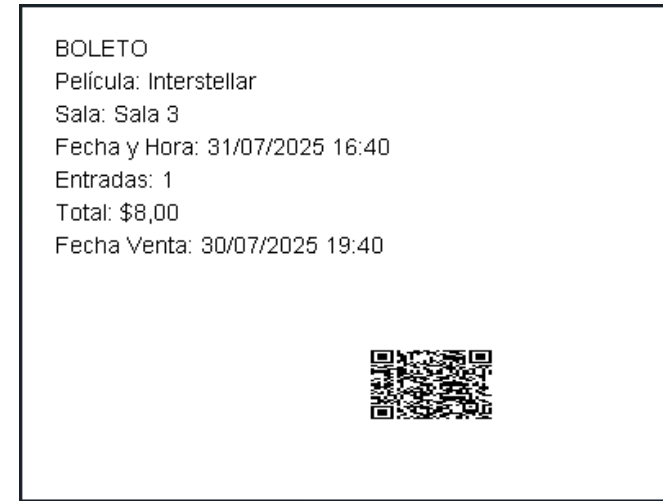 BOLETO
Película: Interstellar
Sala: Sala 3
Fecha y Hora: 31/07/2025 16:40
Entradas: 1
Total: $8,00
Fecha Venta: 30/07/2025 19:40